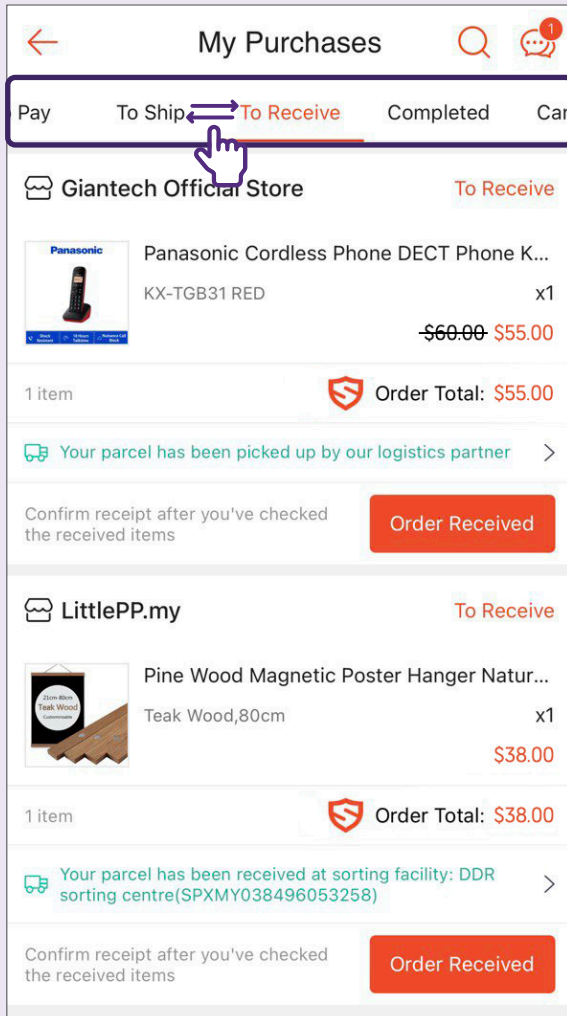 My Purchases
1
Pay To Ship To Receive Completed Can
Giantech Official Store To Receive
Panasonic
Panasonic Cordless Phone DECT Phone K...
KX-TGB31 RED x1
$60.00 $55.00
1 item Order Total: $55.00
Your parcel has been picked up by our logistics partner
Confirm receipt after you've checked
the received items
Order Received
LittlePP.my To Receive
21cm-80cm
Teak Wood
Customizable
Pine Wood Magnetic Poster Hanger Natur...
Teak Wood,80cm x1
$38.00
1 item Order Total: $38.00
Your parcel has been received at sorting facility: DDR
sorting centre(SPXMY038496053258)
Confirm receipt after you've checked
the received items
Order Received